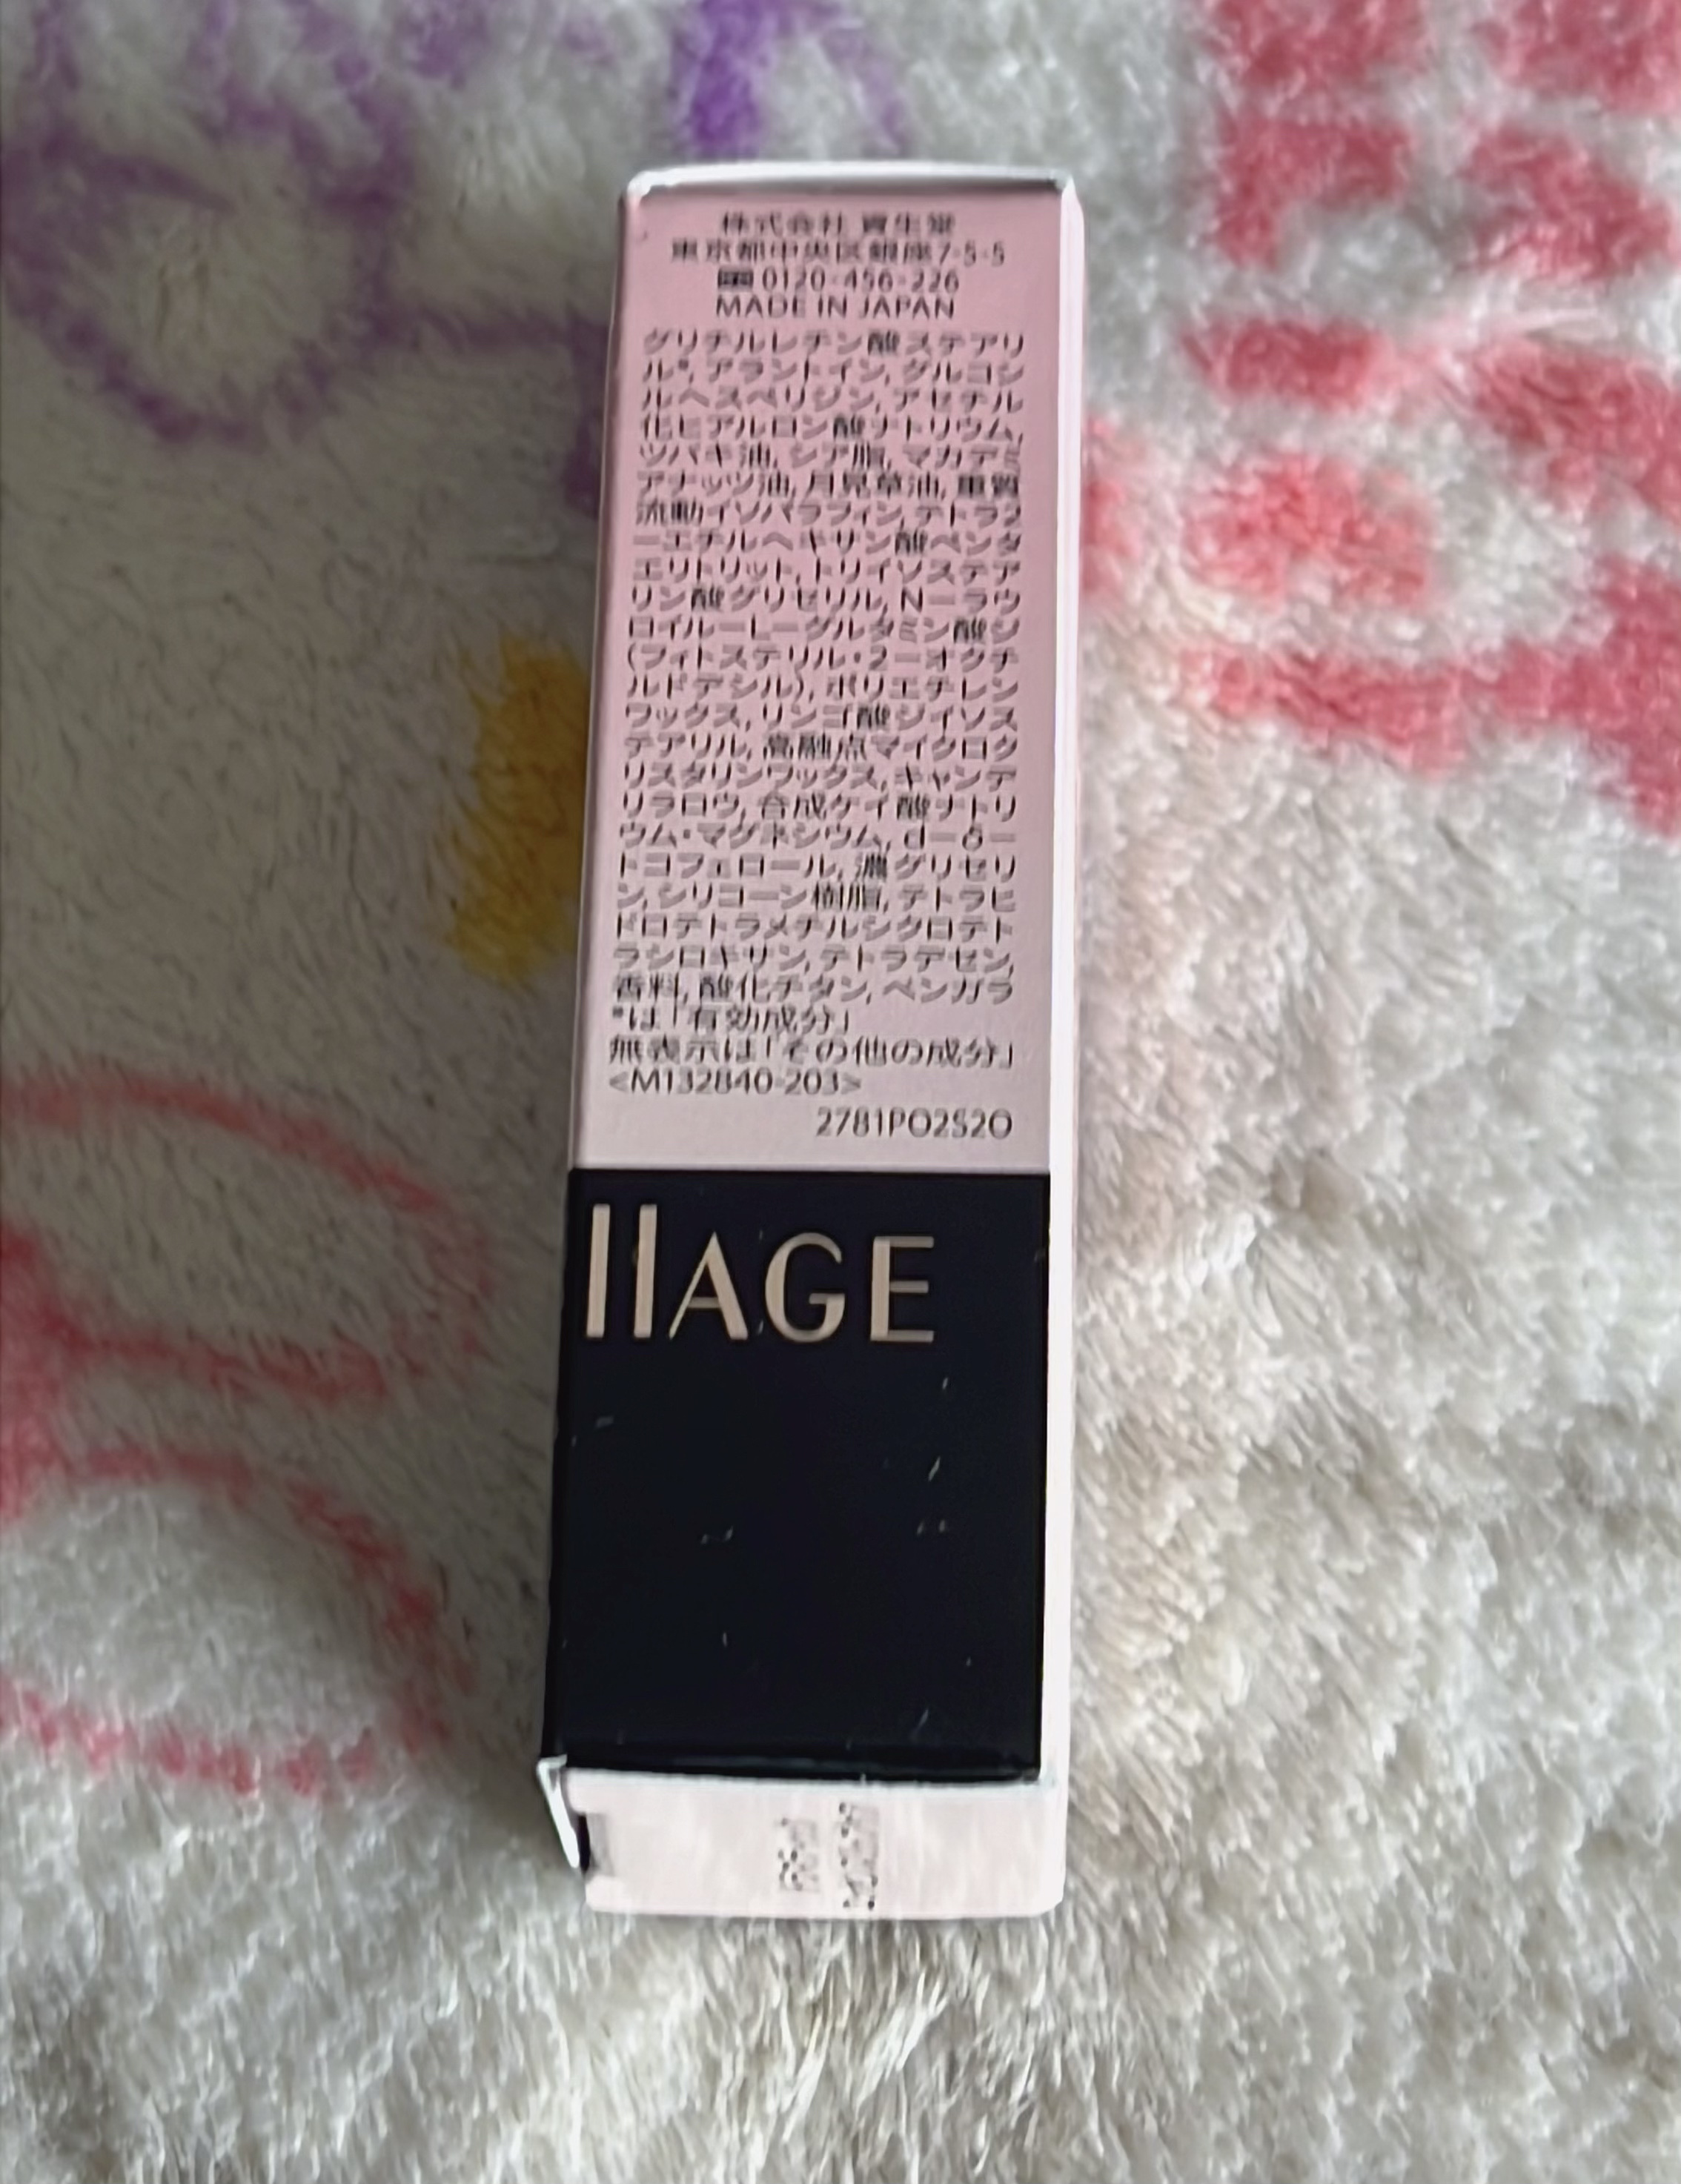 株式会社 資生堂
東京都中央区銀座7-5-5
0120-456-226
MADE IN JAPAN
グリチルレチン酸ステアリ
ル*, アラントイン, グルコシ
ルヘスペリジン, アセチル
化ヒアルロン酸ナトリウム,
ツバキ油, シア脂, マカデミ
アナッツ油, 月見草油, 重質
流動イソパラフィン, テトラ2
ーエチルヘキサン酸ペンタ
エリトリット, トリイソステア
リン酸グリセリル, Nーラウ
ロイルーLーグルタミン酸ジ
(フィトステリル・2ーオクチ
ルドデシル), ポリエチレン
ワックス, リンゴ酸ジイソス
テアリル, 高融点マイクロク
リスタリンワックス, キャンデ
リラロウ, 合成ケイ酸ナトリ
ウム・マグネシウム, dーδー
トコフェロール, 濃グリセリ
ン, シリコーン樹脂, テトラヒ
ドロテトラメチルシクロテト
ラシロキサン, テトラデセン,
香料, 酸化チタン, ベンガラ
*は「有効成分」
無表示は「その他の成分」
<M132840-203>
2781PO2S2O
llAGE